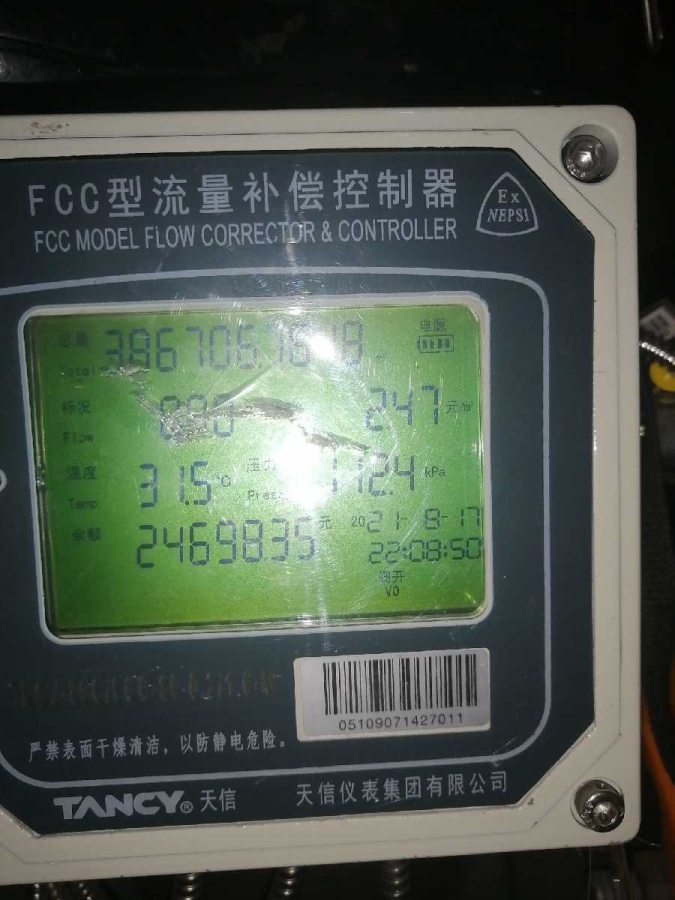 FCC型流量补偿控制器
FCC MODEL FLOW CORRECTOR & CONTROLLER
Ex
NEPSI
总量
Total
电源
标况
Flow
2.47 元/m³
温度
Temp.
31.5 ℃
压力
Press
112.4 kPa
余额
2469835 元
2021-8-17
22:08:50
阀开
V0
05109071427011
严禁表面干燥清洁，以防静电危险。
TANCY® 天信
天信仪表集团有限公司